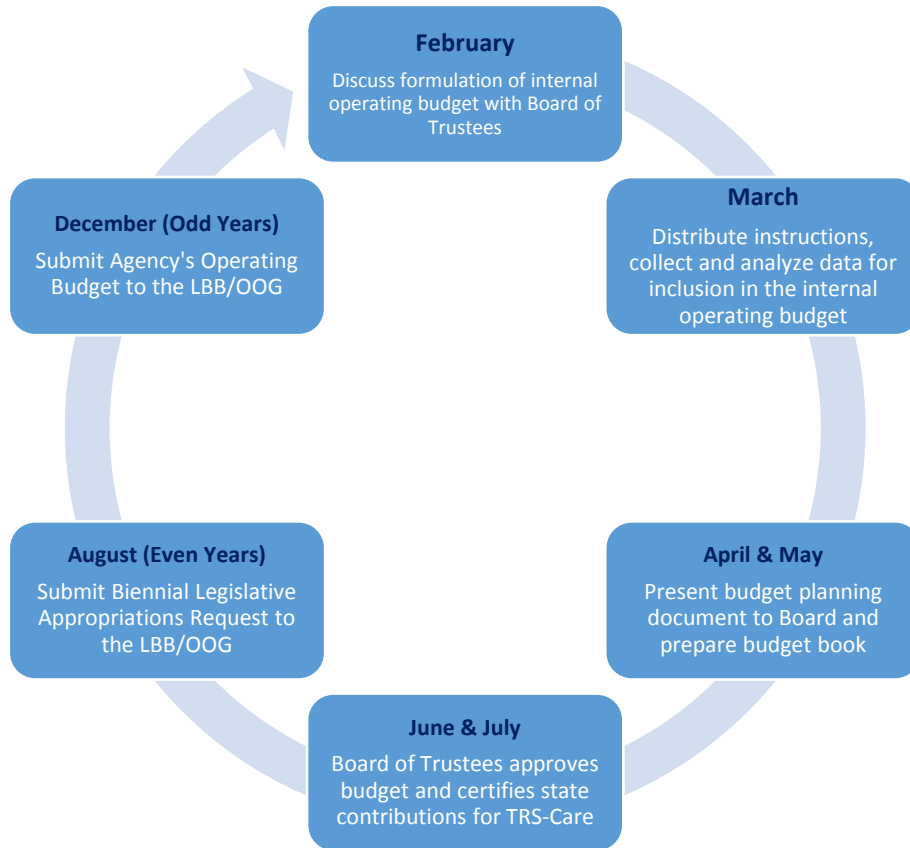 February
Discuss formulation of internal
operating budget with Board of
Trustees
March
Distribute instructions,
collect and analyze data for
inclusion in the internal
operating budget
April & May
Present budget planning
document to Board and
prepare budget book
June & July
Board of Trustees approves
budget and certifies state
contributions for TRS-Care
August (Even Years)
Submit Biennial Legislative
Appropriations Request to
the LBB/OOG
December (Odd Years)
Submit Agency's Operating
Budget to the LBB/OOG